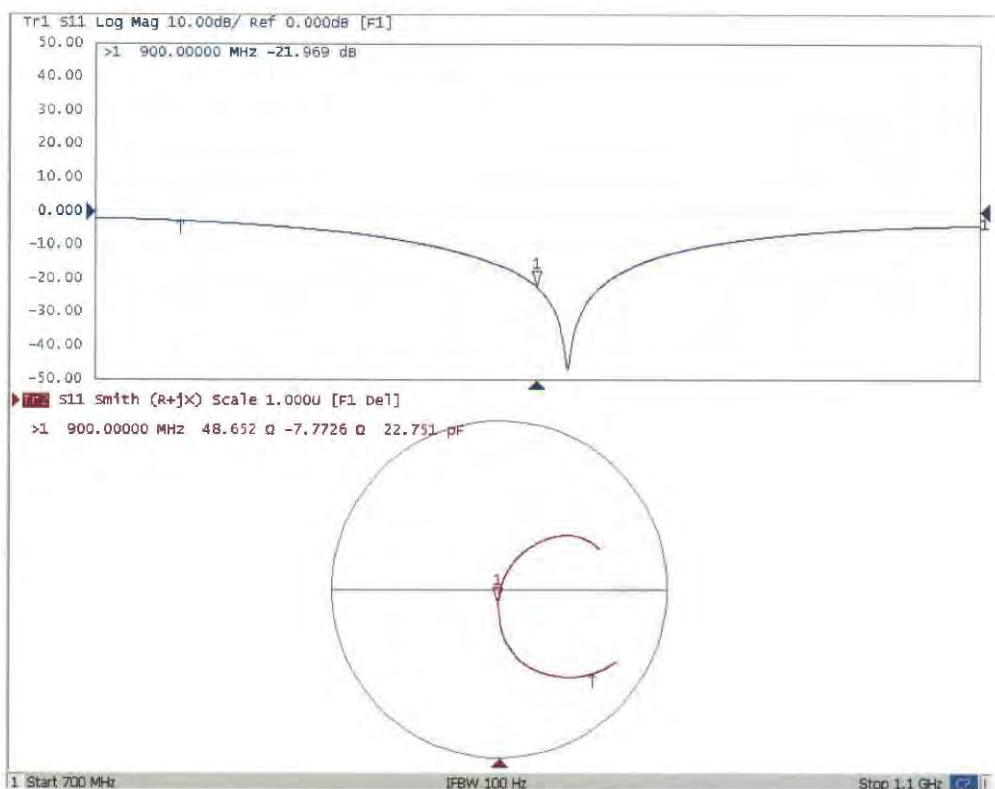 Tr1 S11 Log Mag 10.00dB/ Ref 0.000dB [F1]
50.00
>1 900.00000 MHz -21.969 dB
40.00
30.00
20.00
10.00
0.000
1
-10.00
1
-20.00
-30.00
-40.00
-50.00
Tr2 S11 Smith (R+jX) Scale 1.000U [F1 Del]
>1 900.00000 MHz 48.652 Ω -7.7726 Ω 22.751 pF
1
1 Start 700 MHz IFBW 100 Hz Stop 1.1 GHz C?